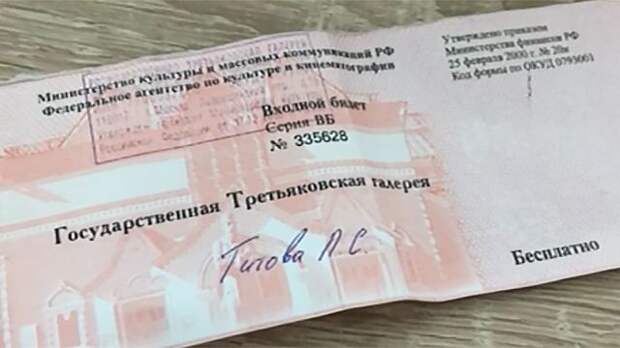 Министерство культуры и массовых коммуникаций РФ
Федеральное агентство по культуре и кинематографии
Входной билет
Серия ВБ
№ 335628
Утверждено приказом
Министерства финансов РФ
25 февраля 2000 г. № 20н
Код формы по ОКУД 0793001
Государственная Третьяковская галерея
Титова Л.С.
Бесплатно